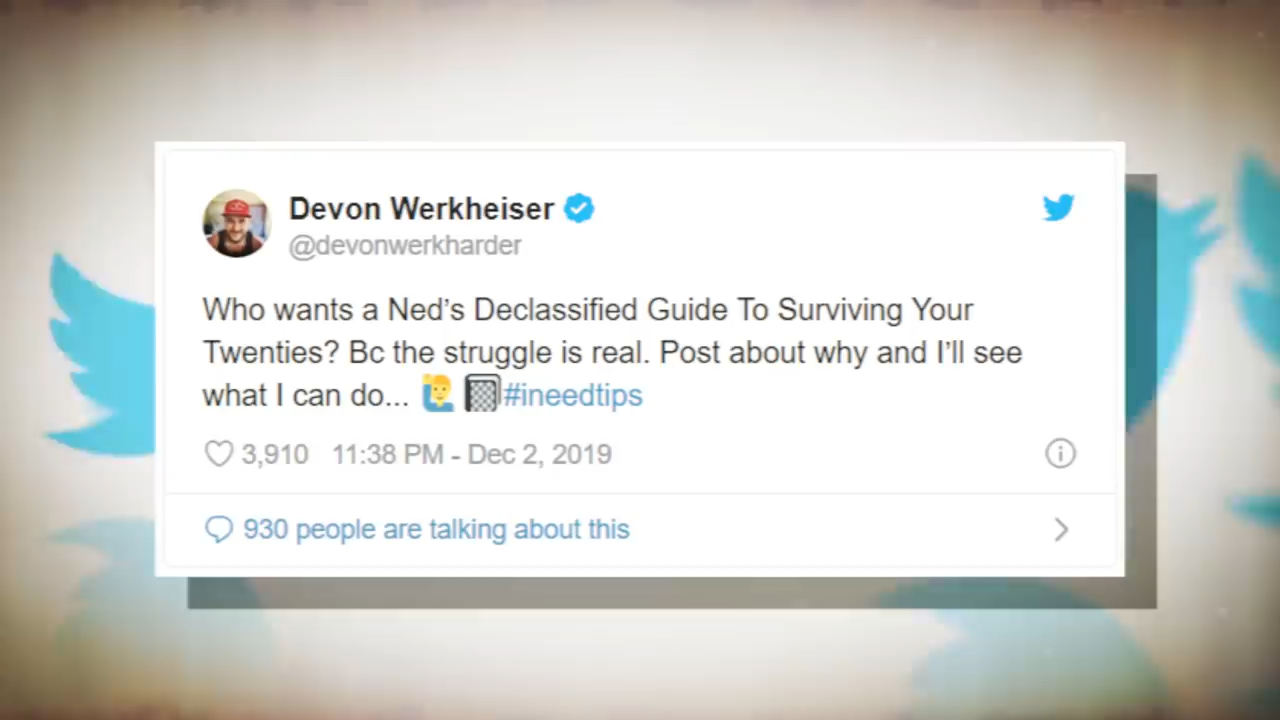 Devon Werkheiser
@devonwerkharder
Who wants a Ned’s Declassified Guide To Surviving Your
Twenties? Bc the struggle is real. Post about why and I’ll see
what I can do... 🙋‍♂️ 📓#ineedtips
3,910 11:38 PM - Dec 2, 2019
930 people are talking about this